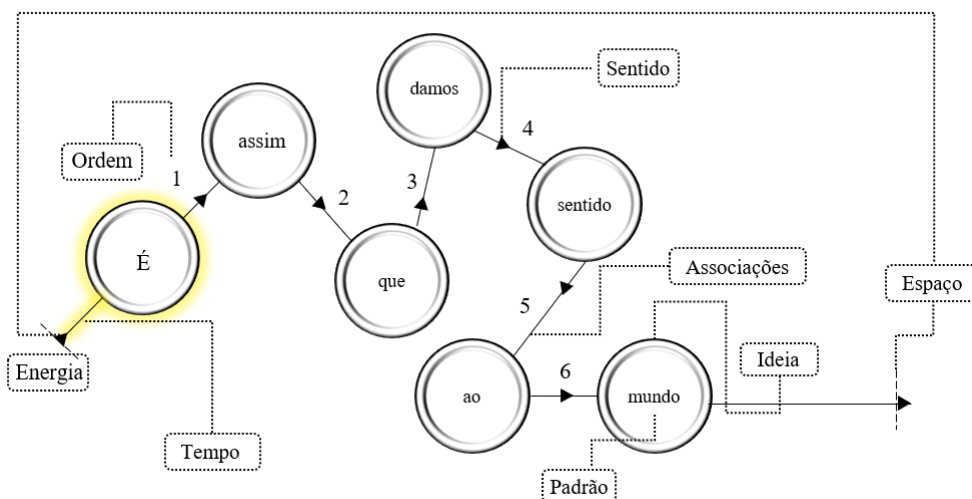 É
assim
que
damos
sentido
ao
mundo
1
2
3
4
5
6
Ordem
Sentido
Associações
Espaço
Ideia
Padrão
Tempo
Energia